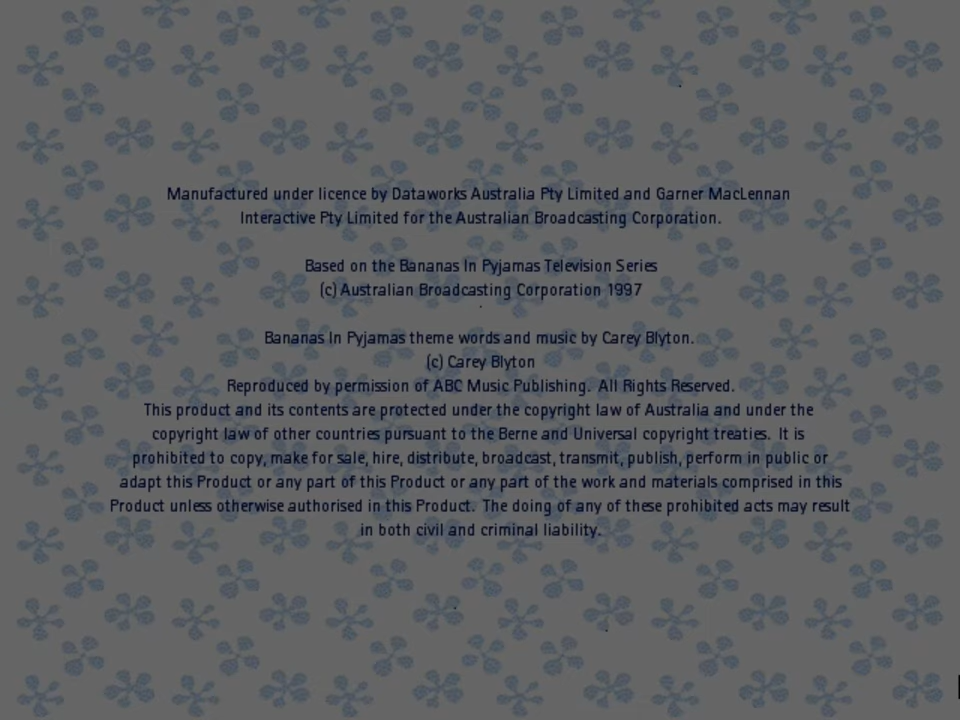 Manufactured under licence by Dataworks Australia Pty Limited and Garner MacLennan
Interactive Pty Limited for the Australian Broadcasting Corporation.
Based on the Bananas In Pyjamas Television Series
(c) Australian Broadcasting Corporation 1997
Bananas In Pyjamas theme words and music by Carey Blyton.
(c) Carey Blyton
Reproduced by permission of ABC Music Publishing. All Rights Reserved.
This product and its contents are protected under the copyright law of Australia and under the
copyright law of other countries pursuant to the Berne and Universal copyright treaties. It is
prohibited to copy, make for sale, hire, distribute, broadcast, transmit, publish, perform in public or
adapt this Product or any part of this Product or any part of the work and materials comprised in this
Product unless otherwise authorised in this Product. The doing of any of these prohibited acts may result
in both civil and criminal liability.